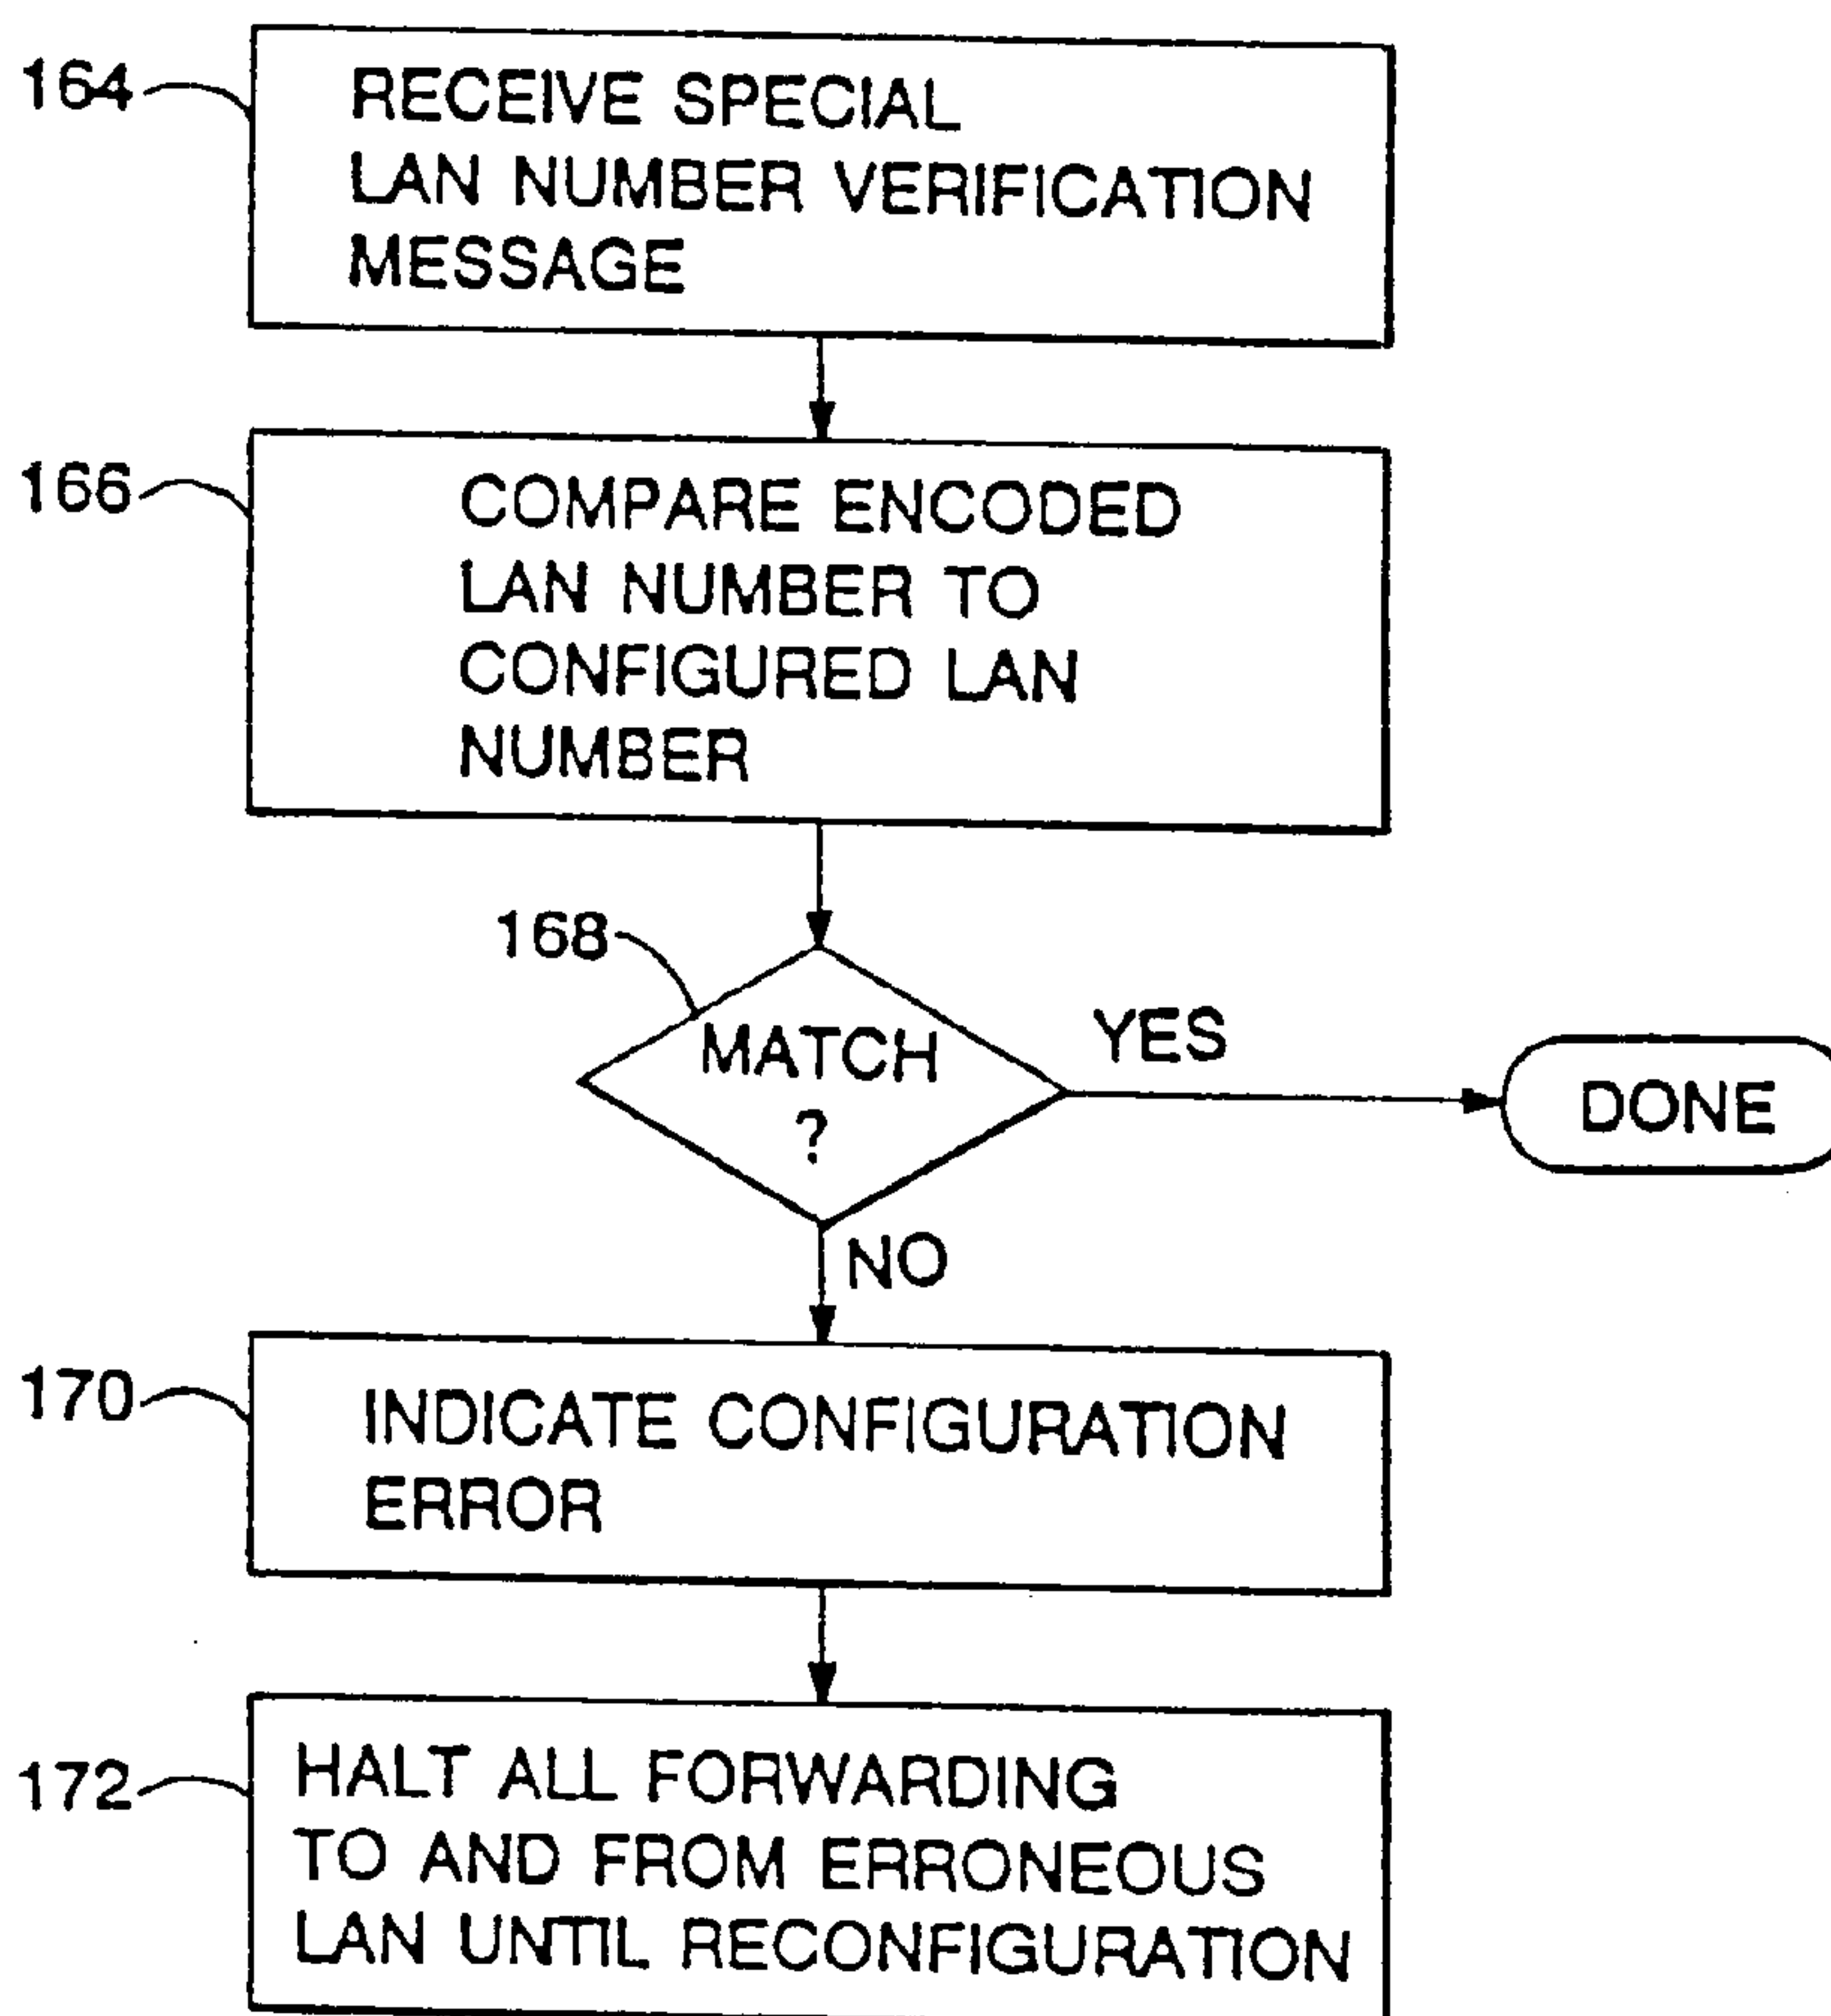 164
RECEIVE SPECIAL
LAN NUMBER VERIFICATION
MESSAGE
166
COMPARE ENCODED
LAN NUMBER TO
CONFIGURED LAN
NUMBER
168
MATCH
?
YES
DONE
NO
170
INDICATE CONFIGURATION
ERROR
172
HALT ALL FORWARDING
TO AND FROM ERRONEOUS
LAN UNTIL RECONFIGURATION